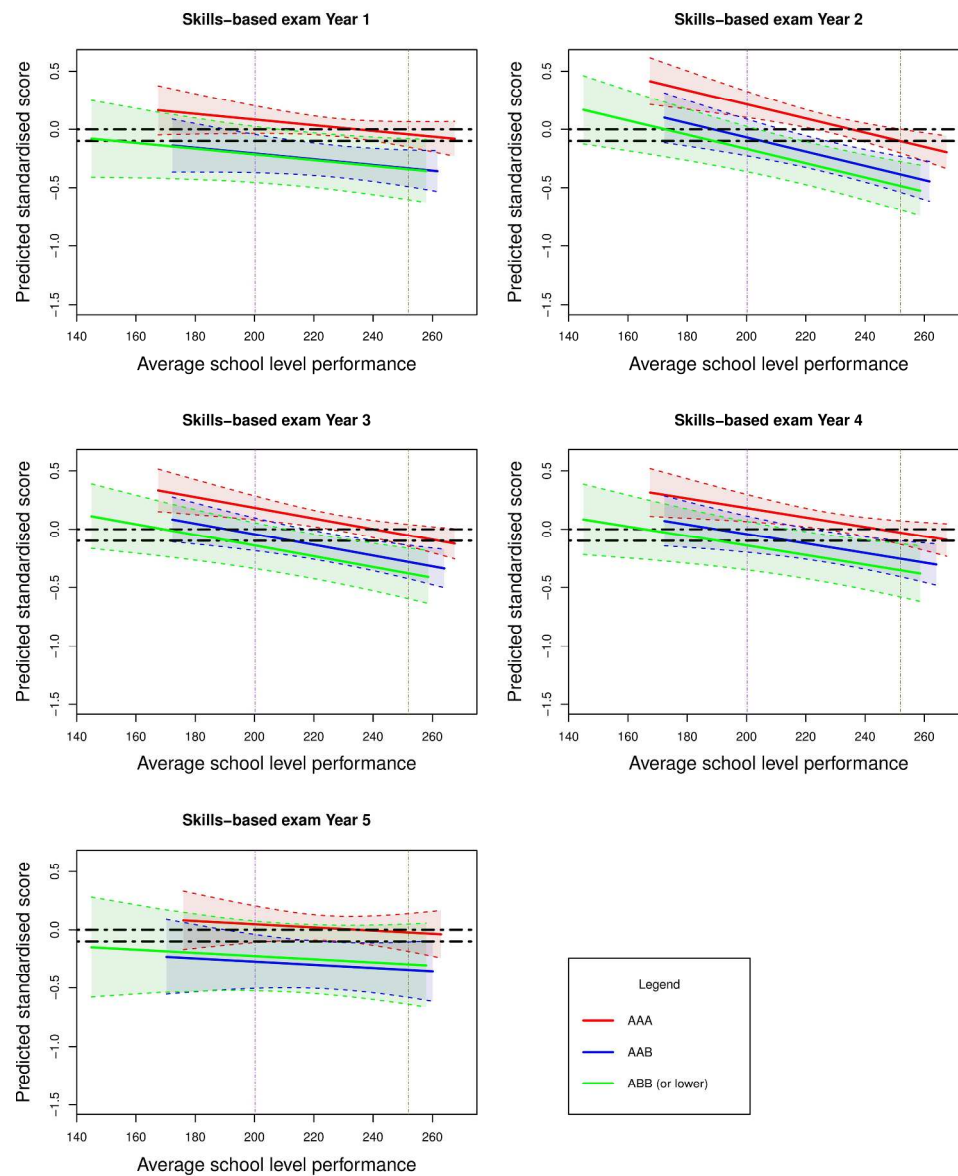 Skills-based exam Year 1
Predicted standardised score
0.5
0.0
-0.5
-1.0
-1.5
140 160 180 200 220 240 260
Average school level performance
Skills-based exam Year 2
Predicted standardised score
0.5
0.0
-0.5
-1.0
-1.5
140 160 180 200 220 240 260
Average school level performance
Skills-based exam Year 3
Predicted standardised score
0.5
0.0
-0.5
-1.0
-1.5
140 160 180 200 220 240 260
Average school level performance
Skills-based exam Year 4
Predicted standardised score
0.5
0.0
-0.5
-1.0
-1.5
140 160 180 200 220 240 260
Average school level performance
Skills-based exam Year 5
Predicted standardised score
0.5
0.0
-0.5
-1.0
-1.5
140 160 180 200 220 240 260
Average school level performance
Legend
AAA
AAB
ABB (or lower)